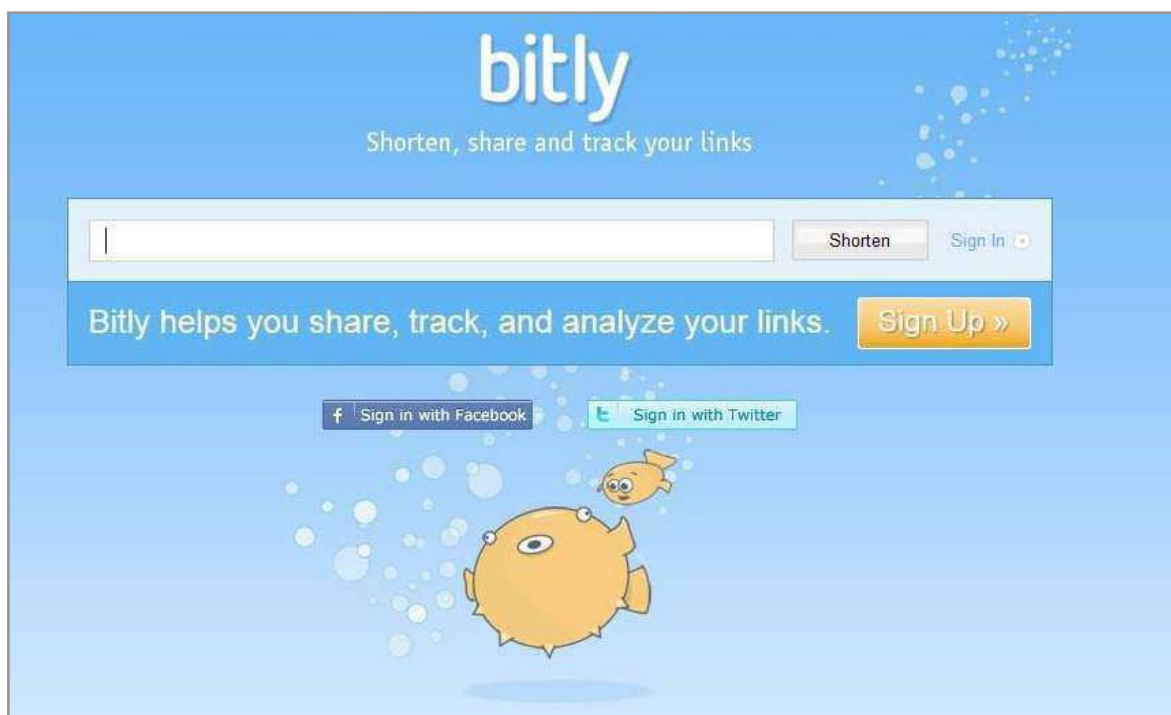 bitly
Shorten, share and track your links
Shorten
Sign In
Bitly helps you share, track, and analyze your links.
Sign Up »
f Sign in with Facebook
t Sign in with Twitter